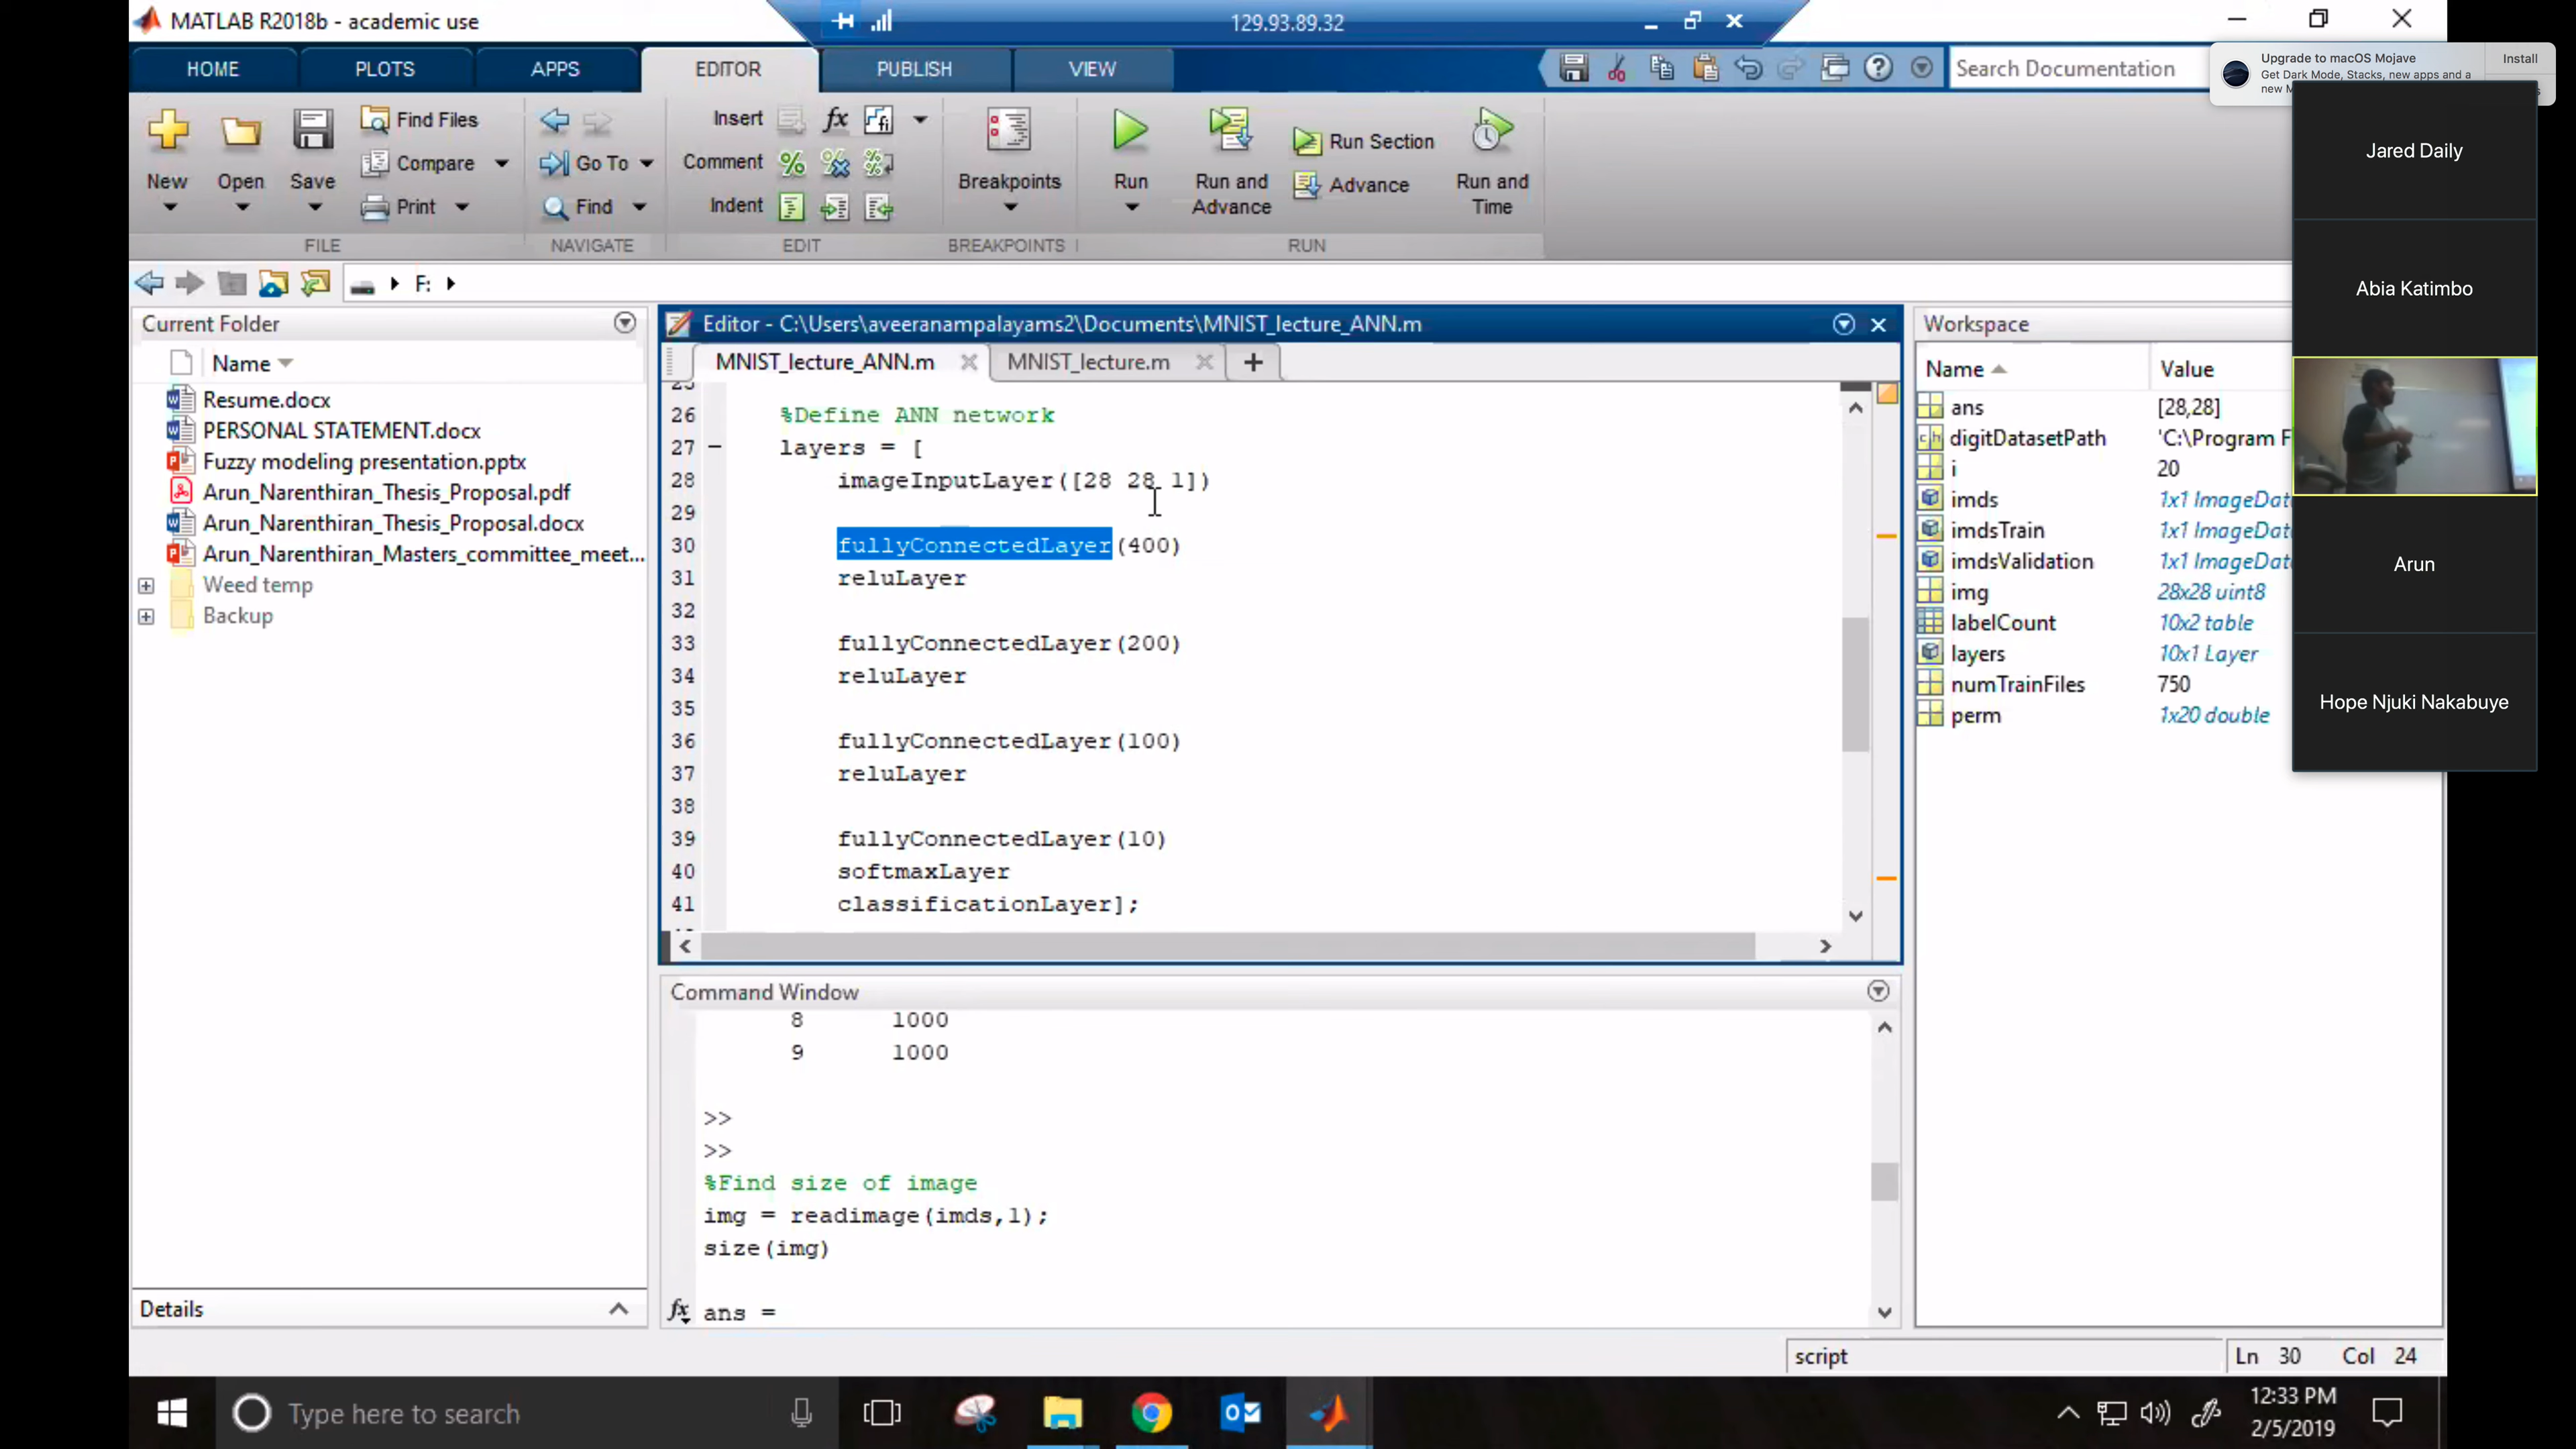 MATLAB R2018b - academic use
129.93.89.32
HOME
PLOTS
APPS
EDITOR
PUBLISH
VIEW
Search Documentation
Upgrade to macOS Mojave
Get Dark Mode, Stacks, new apps and a
new
Install
New
Open
Save
Find Files
Compare
Print
Go To
Find
Insert
fx
fi
Comment
Indent
Breakpoints
Run
Run and
Advance
Run Section
Advance
Run and
Time
FILE
NAVIGATE
EDIT
BREAKPOINTS
RUN
F:
Current Folder
Name
Resume.docx
PERSONAL STATEMENT.docx
Fuzzy modeling presentation.pptx
Arun_Narenthiran_Thesis_Proposal.pdf
Arun_Narenthiran_Thesis_Proposal.docx
Arun_Narenthiran_Masters_committee_meet...
Weed temp
Backup
Details
Editor - C:\Users\aveeranampalayams2\Documents\MNIST_lecture_ANN.m
MNIST_lecture_ANN.m
MNIST_lecture.m
25
26 %Define ANN network
27 layers = [
28 imageInputLayer([28 28 1])
29
30 fullyConnectedLayer(400)
31 reluLayer
32
33 fullyConnectedLayer(200)
34 reluLayer
35
36 fullyConnectedLayer(100)
37 reluLayer
38
39 fullyConnectedLayer(10)
40 softmaxLayer
41 classificationLayer];
Command Window
8 1000
9 1000
>>
>>
%Find size of image
img = readimage(imds,1);
size(img)
fx ans =
Workspace
Name Value
ans [28,28]
digitDatasetPath 'C:\Program F
i 20
imds 1x1 ImageDat
imdsTrain 1x1 ImageDat
imdsValidation 1x1 ImageDat
img 28x28 uint8
labelCount 10x2 table
layers 10x1 Layer
numTrainFiles 750
perm 1x20 double
Jared Daily
Abia Katimbo
Arun
Hope Njuki Nakabuye
script
Ln 30 Col 24
Type here to search
12:33 PM
2/5/2019